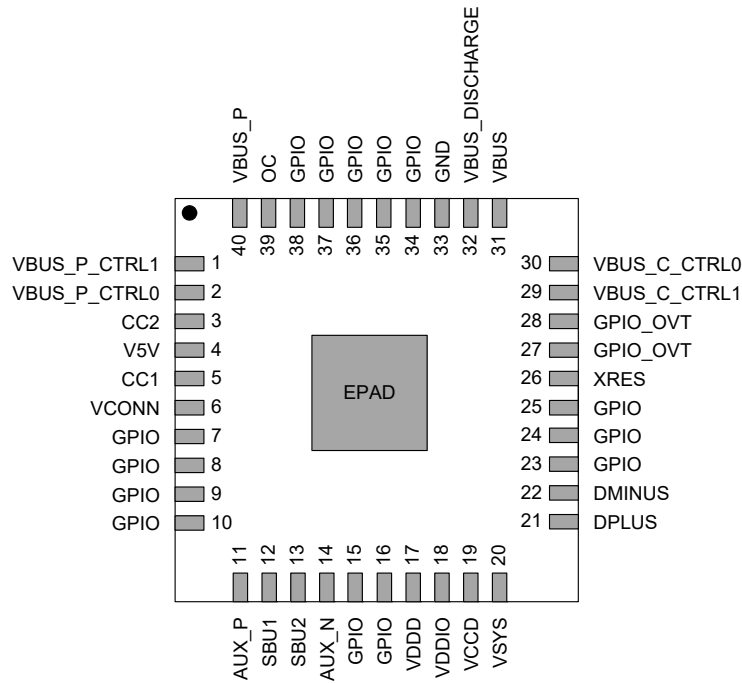 VBUS_P
OC
GPIO
GPIO
GPIO
GPIO
GPIO
GND
VBUS_DISCHARGE
VBUS
40
39
38
37
36
35
34
33
32
31
VBUS_P_CTRL1 1
VBUS_P_CTRL0 2
CC2 3
V5V 4
CC1 5
VCONN 6
GPIO 7
GPIO 8
GPIO 9
GPIO 10
EPAD
30 VBUS_C_CTRL0
29 VBUS_C_CTRL1
28 GPIO_OVT
27 GPIO_OVT
26 XRES
25 GPIO
24 GPIO
23 GPIO
22 DMINUS
21 DPLUS
11
12
13
14
15
16
17
18
19
20
AUX_P
SBU1
SBU2
AUX_N
GPIO
GPIO
VDDD
VDDIO
VCCD
VSYS